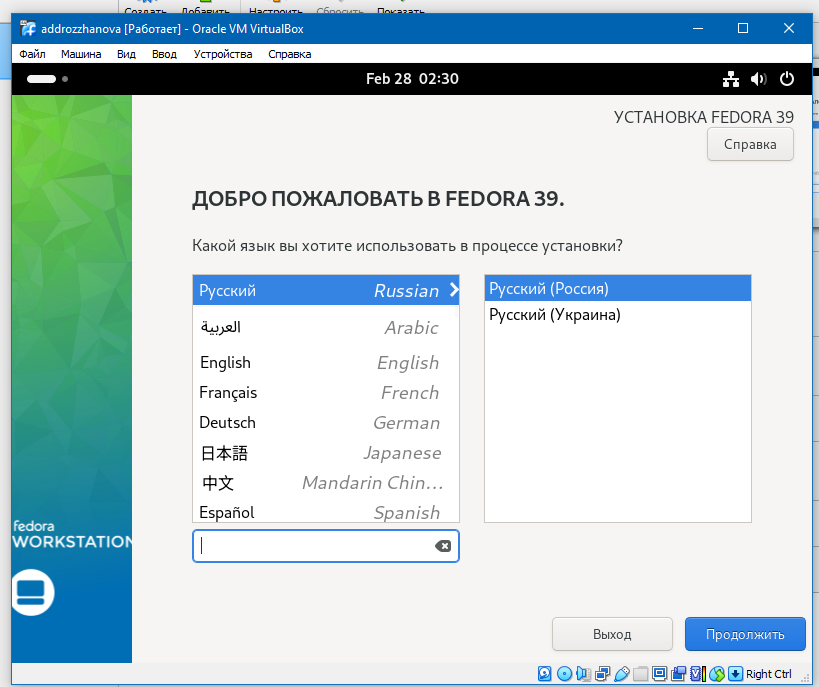 Создать Добавить Настроить Сбросить Показать
addrozzhanova [Работает] - Oracle VM VirtualBox
Файл Машина Вид Ввод Устройства Справка
Feb 28 02:30
УСТАНОВКА FEDORA 39
Справка
ДОБРО ПОЖАЛОВАТЬ В FEDORA 39.
Какой язык вы хотите использовать в процессе установки?
Русский Russian
العربية Arabic
English English
Français French
Deutsch German
日本語 Japanese
中文 Mandarin Chin...
Español Spanish
Русский (Россия)
Русский (Украина)
fedora
WORKSTATION
Выход Продолжить
Right Ctrl